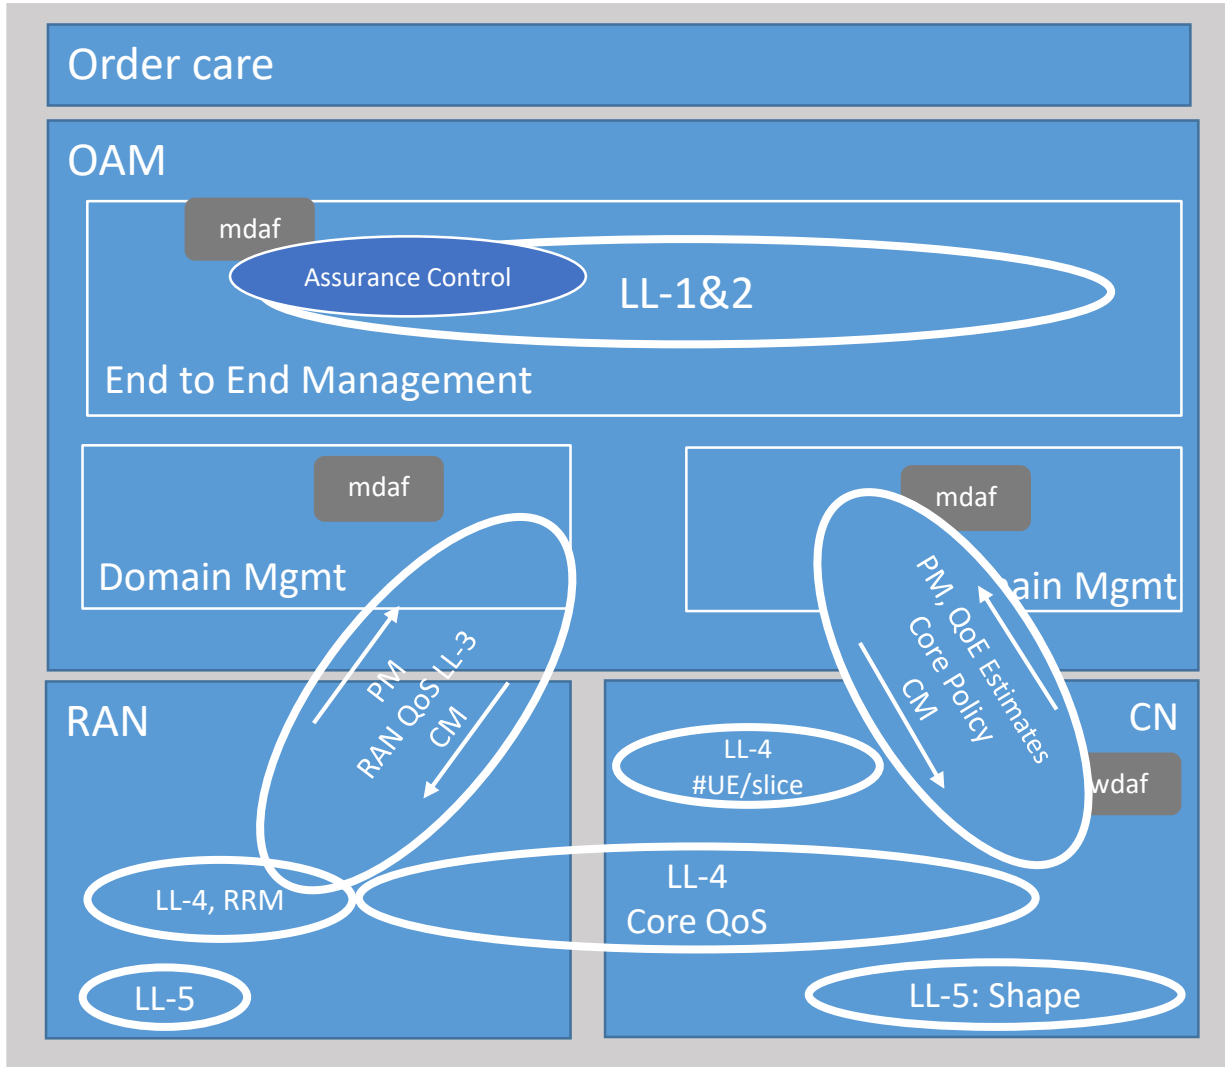 Order care
OAM
mdaf
Assurance Control
LL-1&2
End to End Management
mdaf
Domain Mgmt
mdaf
ain Mgmt
PM
RAN QoS LL-3
CM
PM, QoE Estimates
Core Policy
CM
RAN
CN
LL-4
#UE/slice
wdaf
LL-4, RRM
LL-4
Core QoS
LL-5
LL-5: Shape